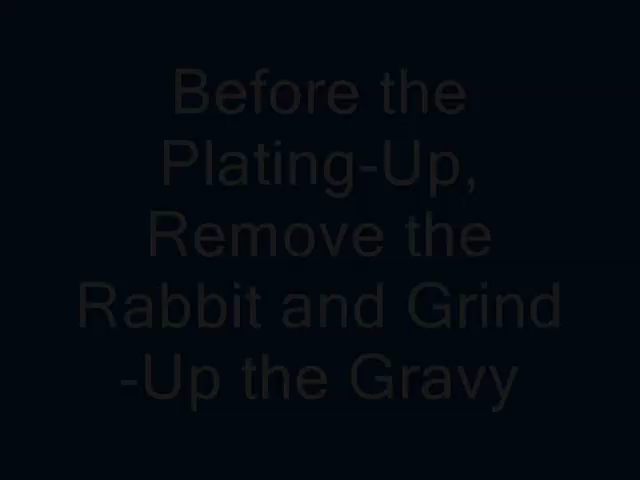 Before the
Plating-Up,
Remove the
Rabbit and Grind
-Up the Gravy